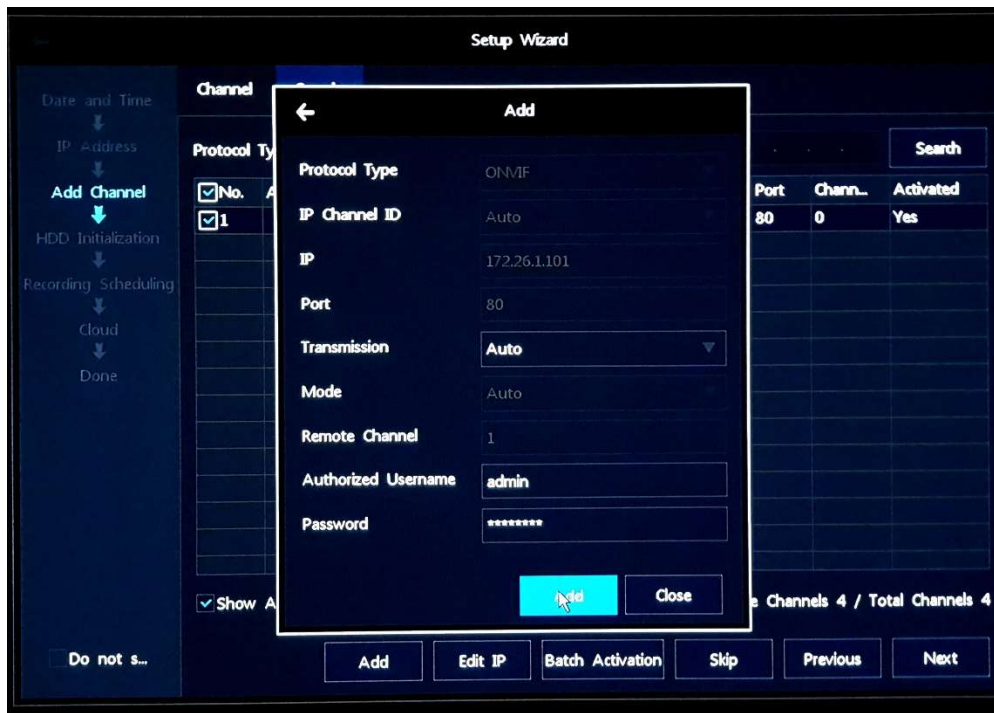 Setup Wizard
Date and Time
IP Address
Add Channel
HDD Initialization
Recording Scheduling
Cloud
Done
Do not s...
Channel
Protocol Ty
Search
No.
Port Chann... Activated
1
80 0 Yes
Add
Protocol Type ONVIF
IP Channel ID Auto
IP 172.26.1.101
Port 80
Transmission Auto
Mode Auto
Remote Channel 1
Authorized Username admin
Password ********
Add Close
Show A
Channels 4 / Total Channels 4
Add Edit IP Batch Activation Skip Previous Next